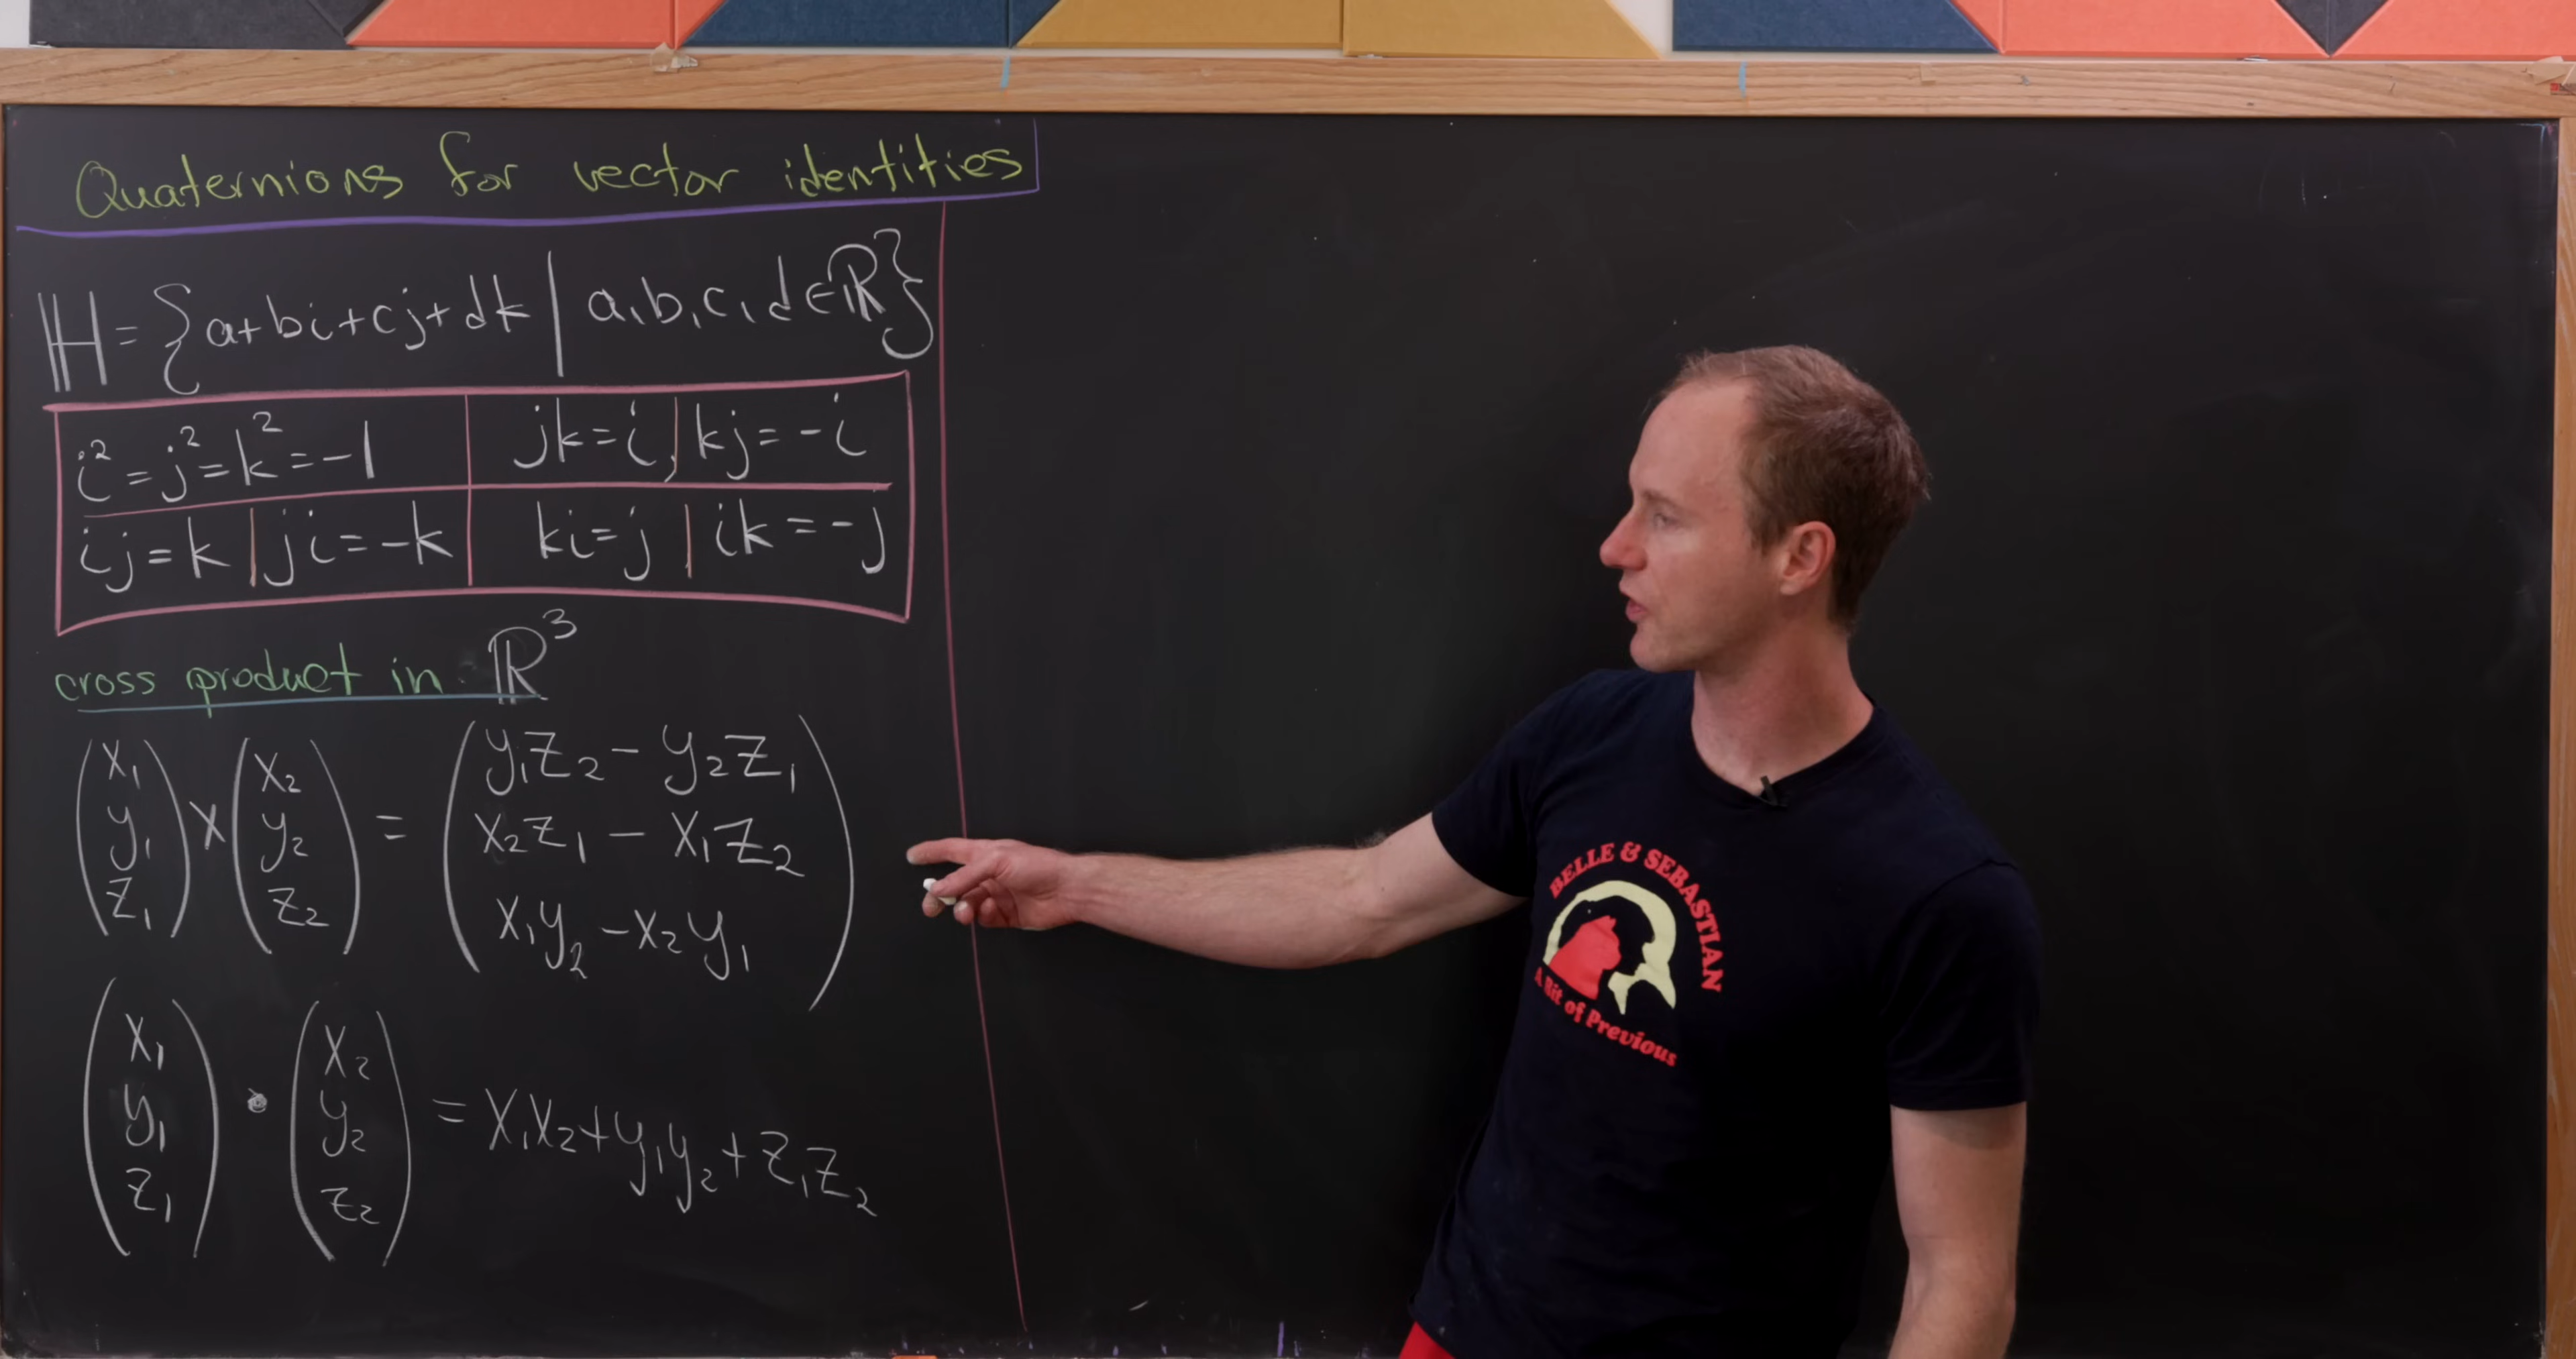 Quaternions for vector identities
ℍ = {a+bi+cj+dk | a,b,c,d∈ℝ}
i²=j²=k²=-1
jk=i, | kj=-i
ij=k | ji=-k
ki=j | ik=-j
cross product in ℝ³
(x₁ y₁ z₁) × (x₂ y₂ z₂) = (y₁z₂ - y₂z₁
x₂z₁ - x₁z₂
x₁y₂ - x₂y₁)
(x₁ y₁ z₁) • (x₂ y₂ z₂) = x₁x₂+y₁y₂+z₁z₂
BELLE & SEBASTIAN
A Bit of Previous